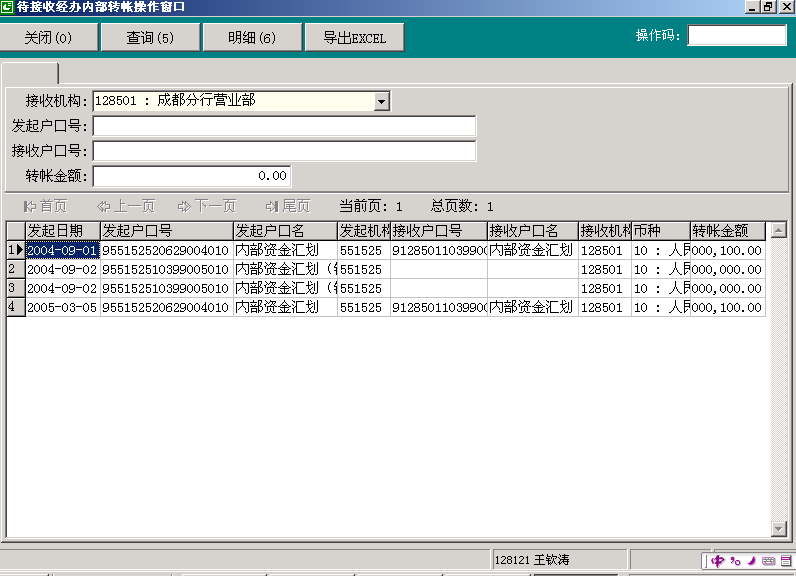 待接收经办内部转帐操作窗口
关闭(0) 查询(5) 明细(6) 导出EXCEL 操作码:
接收机构: 128501 : 成都分行营业部
发起户口号:
接收户口号:
转帐金额: 0.00
首页 上一页 下一页 尾页 当前页: 1 总页数: 1
发起日期 发起户口号 发起户口名 发起机构 接收户口号 接收户口名 接收机构 币种 转帐金额
1 2004-09-01 955152520629004010 内部资金汇划 551525 91285011039900 内部资金汇划 128501 10 : 人民 000,100.00
2 2004-09-02 955152510399005010 内部资金汇划 ( 551525 128501 10 : 人民 000,000.00
3 2004-09-02 955152510399005010 内部资金汇划 ( 551525 128501 10 : 人民 000,000.00
4 2005-03-05 955152520629004010 内部资金汇划 551525 91285011039900 内部资金汇划 128501 10 : 人民 000,100.00
128121 王钦涛
中